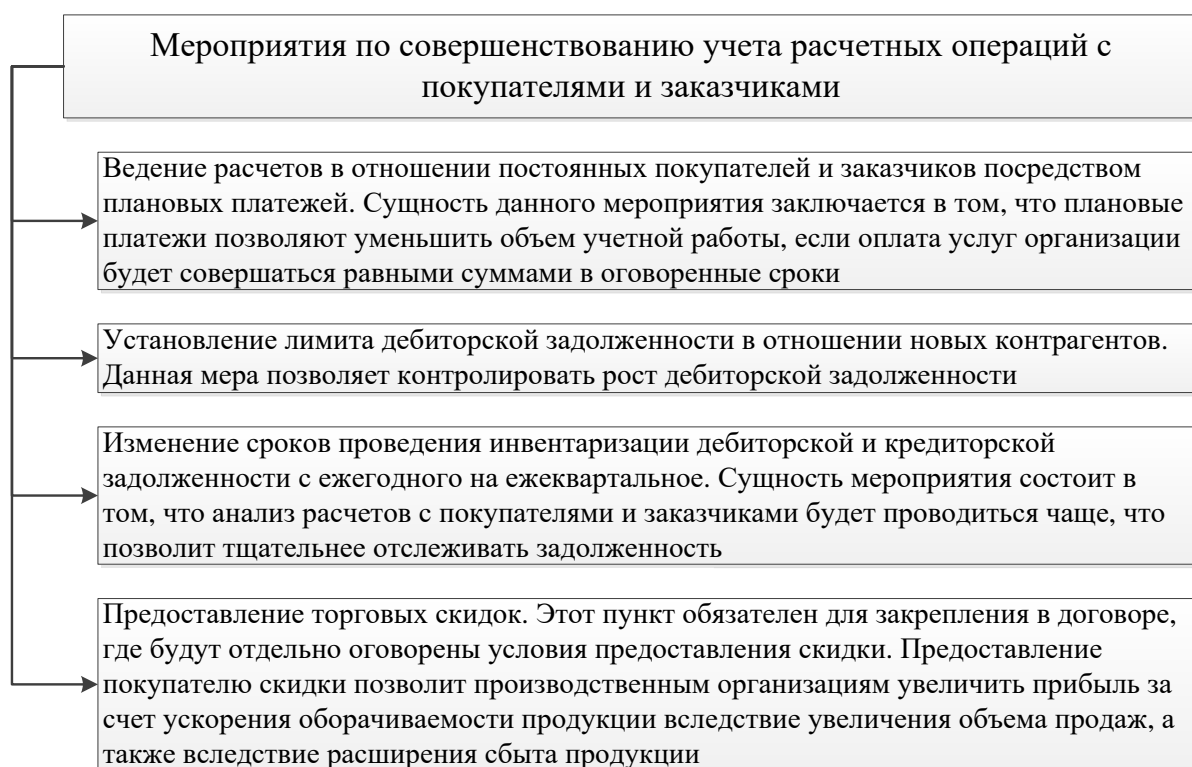 Мероприятия по совершенствованию учета расчетных операций с
покупателями и заказчиками
Ведение расчетов в отношении постоянных покупателей и заказчиков посредством
плановых платежей. Сущность данного мероприятия заключается в том, что плановые
платежи позволяют уменьшить объем учетной работы, если оплата услуг организации
будет совершаться равными суммами в оговоренные сроки
Установление лимита дебиторской задолженности в отношении новых контрагентов.
Данная мера позволяет контролировать рост дебиторской задолженности
Изменение сроков проведения инвентаризации дебиторской и кредиторской
задолженности с ежегодного на ежеквартальное. Сущность мероприятия состоит в
том, что анализ расчетов с покупателями и заказчиками будет проводиться чаще, что
позволит тщательнее отслеживать задолженность
Предоставление торговых скидок. Этот пункт обязателен для закрепления в договоре,
где будут отдельно оговорены условия предоставления скидки. Предоставление
покупателю скидки позволит производственным организациям увеличить прибыль за
счет ускорения оборачиваемости продукции вследствие увеличения объема продаж, а
также вследствие расширения сбыта продукции